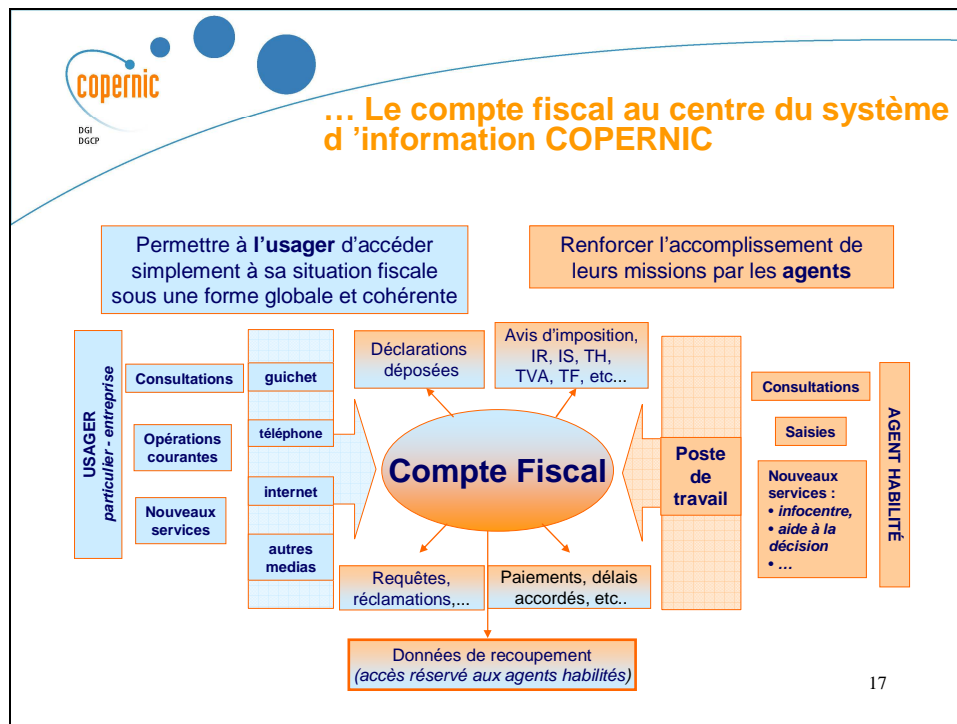 copernic
DGI
DGCP
... Le compte fiscal au centre du système
d 'information COPERNIC
Permettre à l'usager d'accéder
simplement à sa situation fiscale
sous une forme globale et cohérente
Renforcer l'accomplissement de
leurs missions par les agents
USAGER
particulier - entreprise
Consultations
Opérations
courantes
Nouveaux
services
guichet
téléphone
internet
autres
medias
Déclarations
déposées
Avis d'imposition,
IR, IS, TH,
TVA, TF, etc...
Compte Fiscal
Requêtes,
réclamations,...
Paiements, délais
accordés, etc..
Données de recoupement
(accès réservé aux agents habilités)
Poste
de
travail
Consultations
Saisies
Nouveaux
services :
• infocentre,
• aide à la
décision
• ...
AGENT HABILITÉ
17